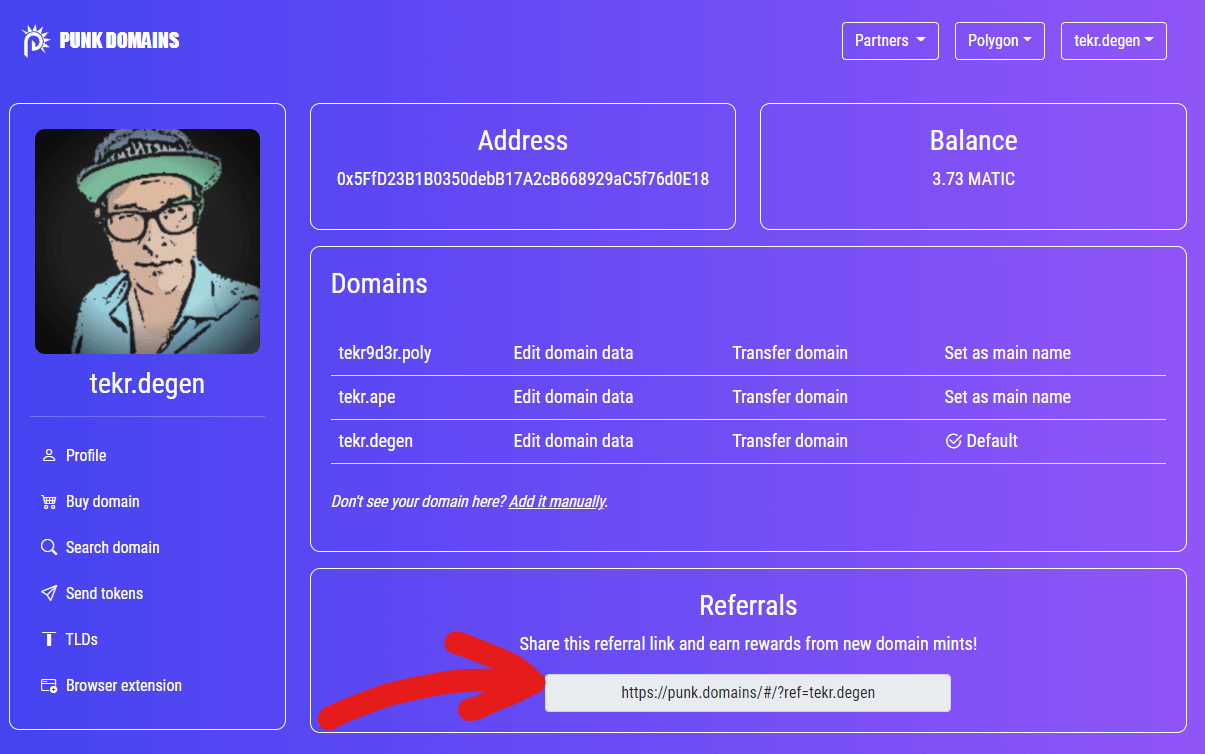 PUNK DOMAINS
Partners
Polygon
tekr.degen
tekr.degen
Profile
Buy domain
Search domain
Send tokens
TLDs
Browser extension
Address
0x5FfD23B1B0350debB17A2cB668929aC5f76d0E18
Balance
3.73 MATIC
Domains
tekr9d3r.poly Edit domain data Transfer domain Set as main name
tekr.ape Edit domain data Transfer domain Set as main name
tekr.degen Edit domain data Transfer domain Default
Don't see your domain here? Add it manually.
Referrals
Share this referral link and earn rewards from new domain mints!
https://punk.domains/#/?ref=tekr.degen